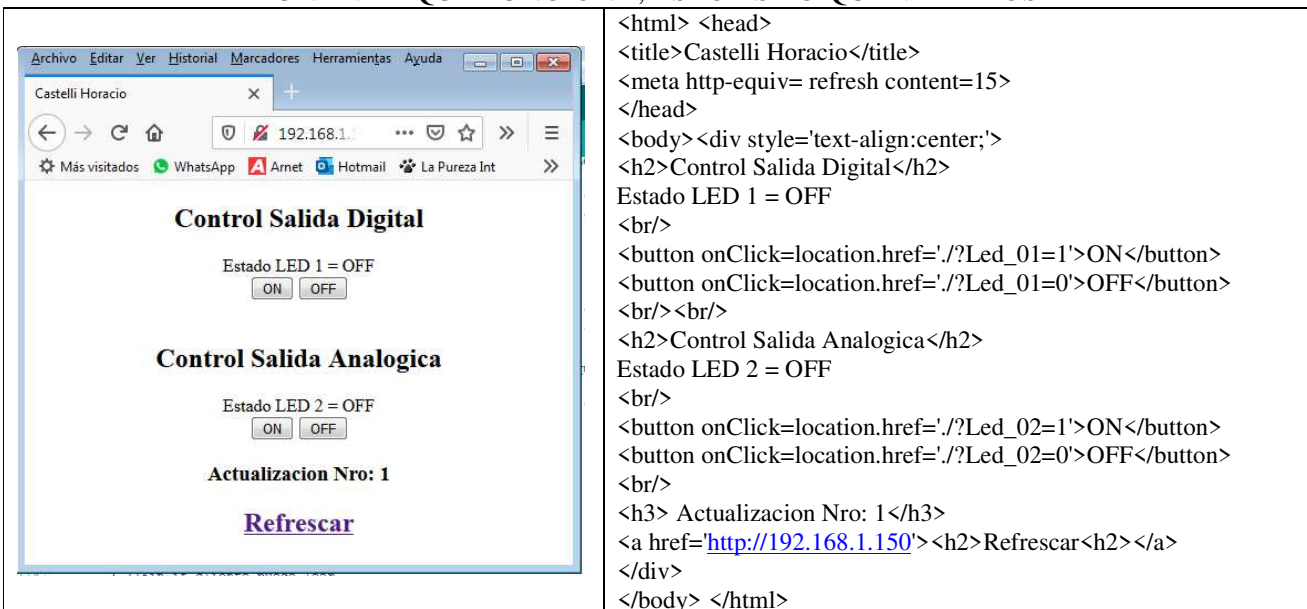 Archivo Editar Ver Historial Marcadores Herramientas Ayuda
Castelli Horacio
192.168.1.
Más visitados WhatsApp Arnet Hotmail La Pureza Int
Control Salida Digital
Estado LED 1 = OFF
ON OFF
Control Salida Analogica
Estado LED 2 = OFF
ON OFF
Actualizacion Nro: 1
Refrescar
<html> <head>
<title>Castelli Horacio</title>
<meta http-equiv= refresh content=15>
</head>
<body><div style='text-align:center;'>
<h2>Control Salida Digital</h2>
Estado LED 1 = OFF
<br/>
<button onClick=location.href='./?Led_01=1'>ON</button>
<button onClick=location.href='./?Led_01=0'>OFF</button>
<br/><br/>
<h2>Control Salida Analogica</h2>
Estado LED 2 = OFF
<br/>
<button onClick=location.href='./?Led_02=1'>ON</button>
<button onClick=location.href='./?Led_02=0'>OFF</button>
<br/>
<h3> Actualizacion Nro: 1</h3>
<a href='http://192.168.1.150'><h2>Refrescar<h2></a>
</div>
</body> </html>